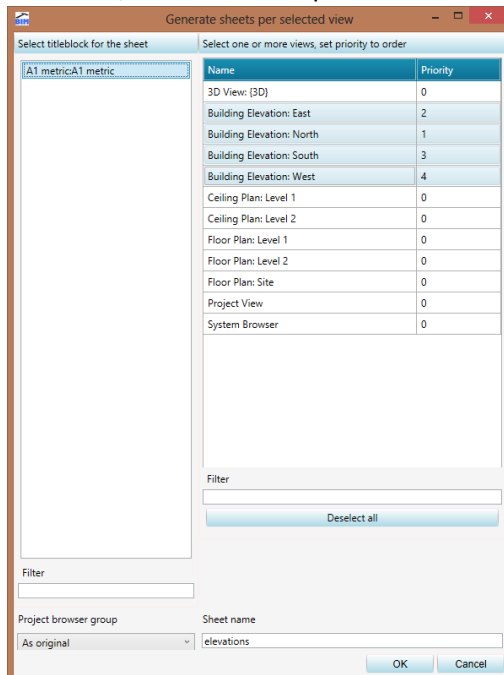 BIM
Generate sheets per selected view
Select titleblock for the sheet
Select one or more views, set priority to order
A1 metric:A1 metric
Name Priority
3D View: {3D} 0
Building Elevation: East 2
Building Elevation: North 1
Building Elevation: South 3
Building Elevation: West 4
Ceiling Plan: Level 1 0
Ceiling Plan: Level 2 0
Floor Plan: Level 1 0
Floor Plan: Level 2 0
Floor Plan: Site 0
Project View 0
System Browser 0
Filter
Deselect all
Filter
Project browser group
Sheet name
As original
elevations
OK Cancel